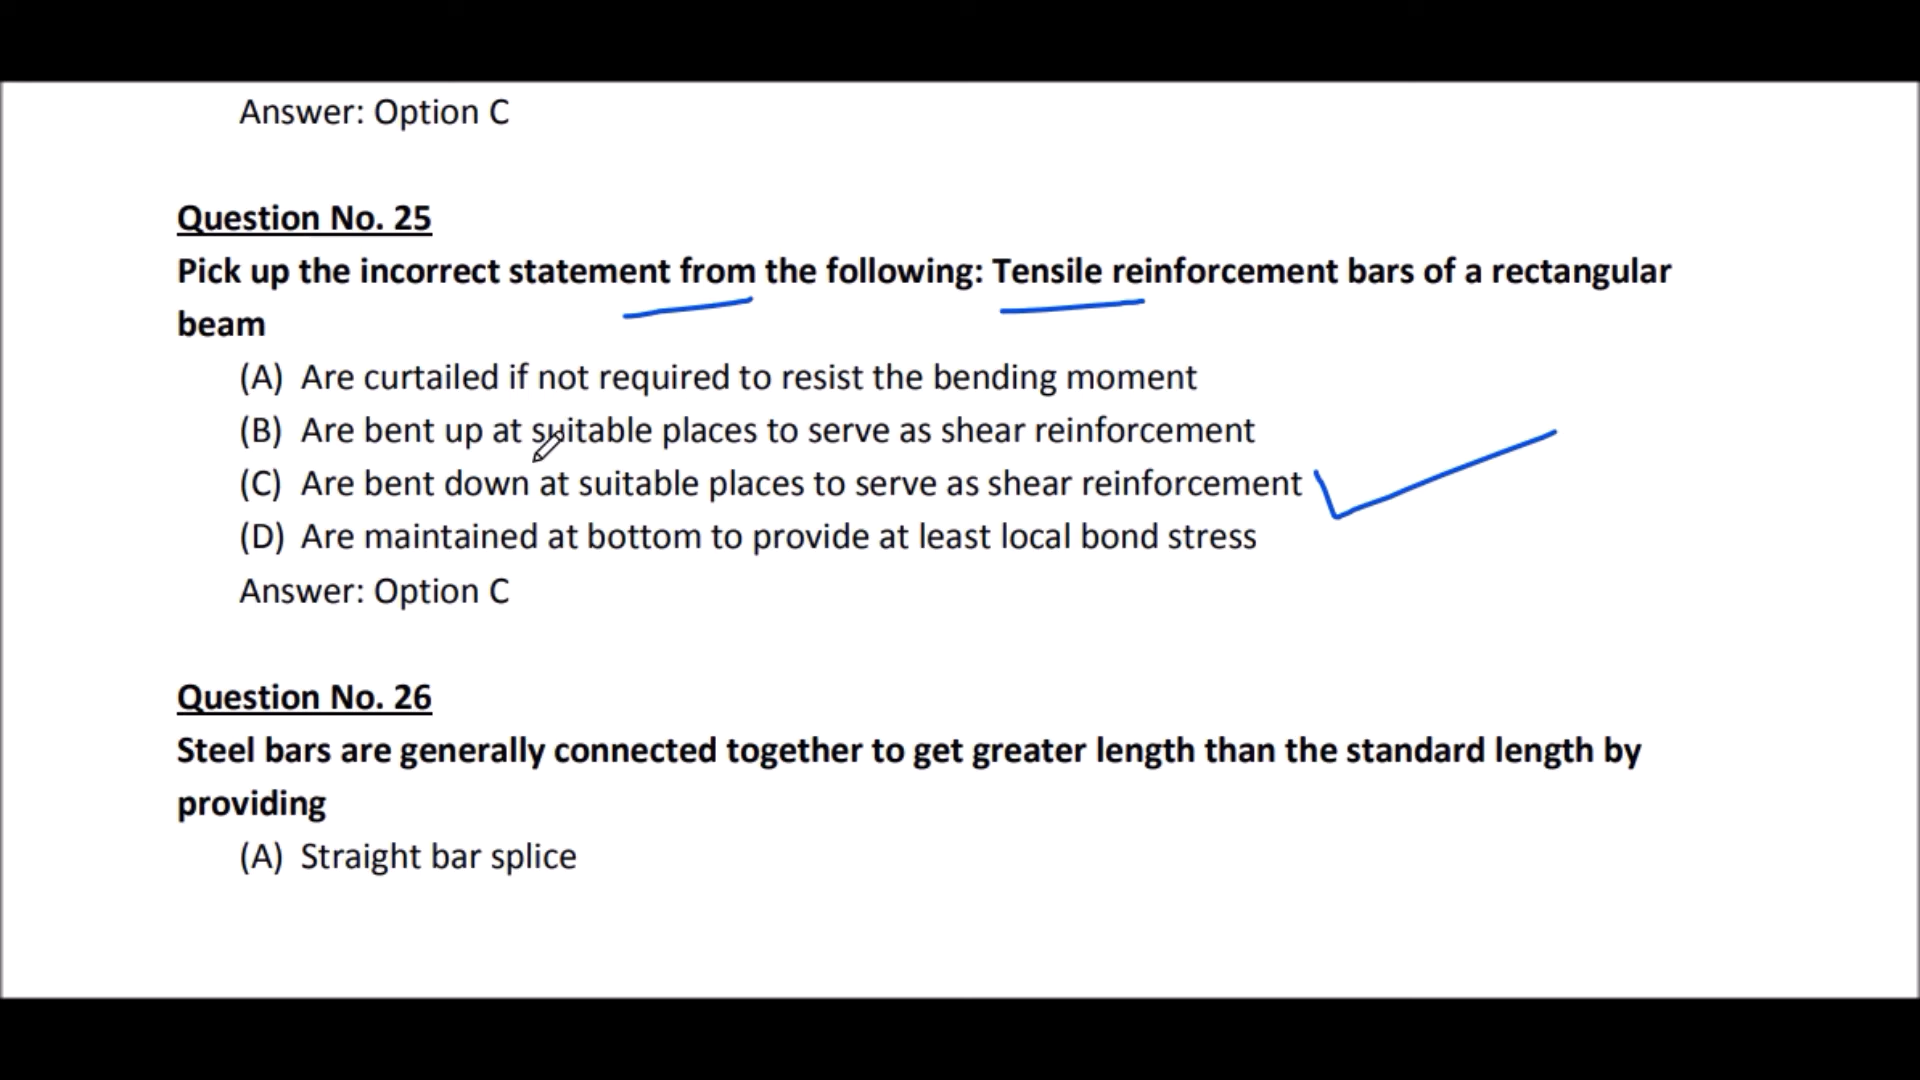 Answer: Option C
Question No. 25
Pick up the incorrect statement from the following: Tensile reinforcement bars of a rectangular
beam
(A) Are curtailed if not required to resist the bending moment
(B) Are bent up at suitable places to serve as shear reinforcement
(C) Are bent down at suitable places to serve as shear reinforcement
(D) Are maintained at bottom to provide at least local bond stress
Answer: Option C
Question No. 26
Steel bars are generally connected together to get greater length than the standard length by
providing
(A) Straight bar splice